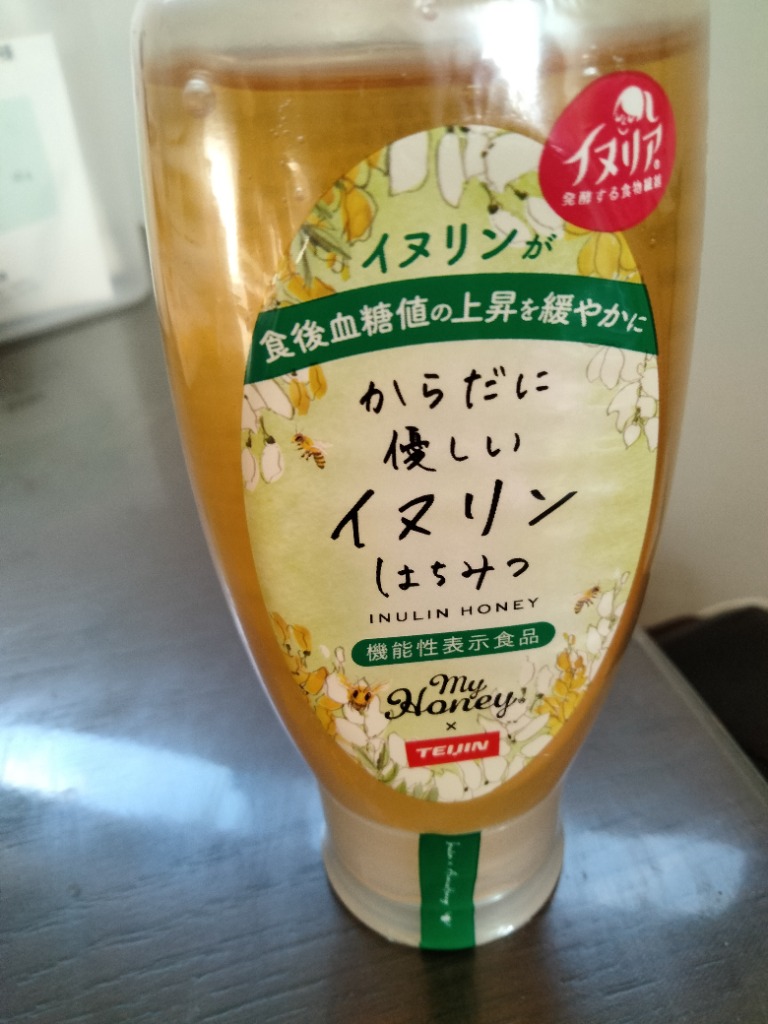 イヌリア
発酵する食物繊維
イヌリンが
食後血糖値の上昇を緩やかに
からだに
優しい
イヌリン
はちみつ
INULIN HONEY
機能性表示食品
My
Honey
×
TEIJIN